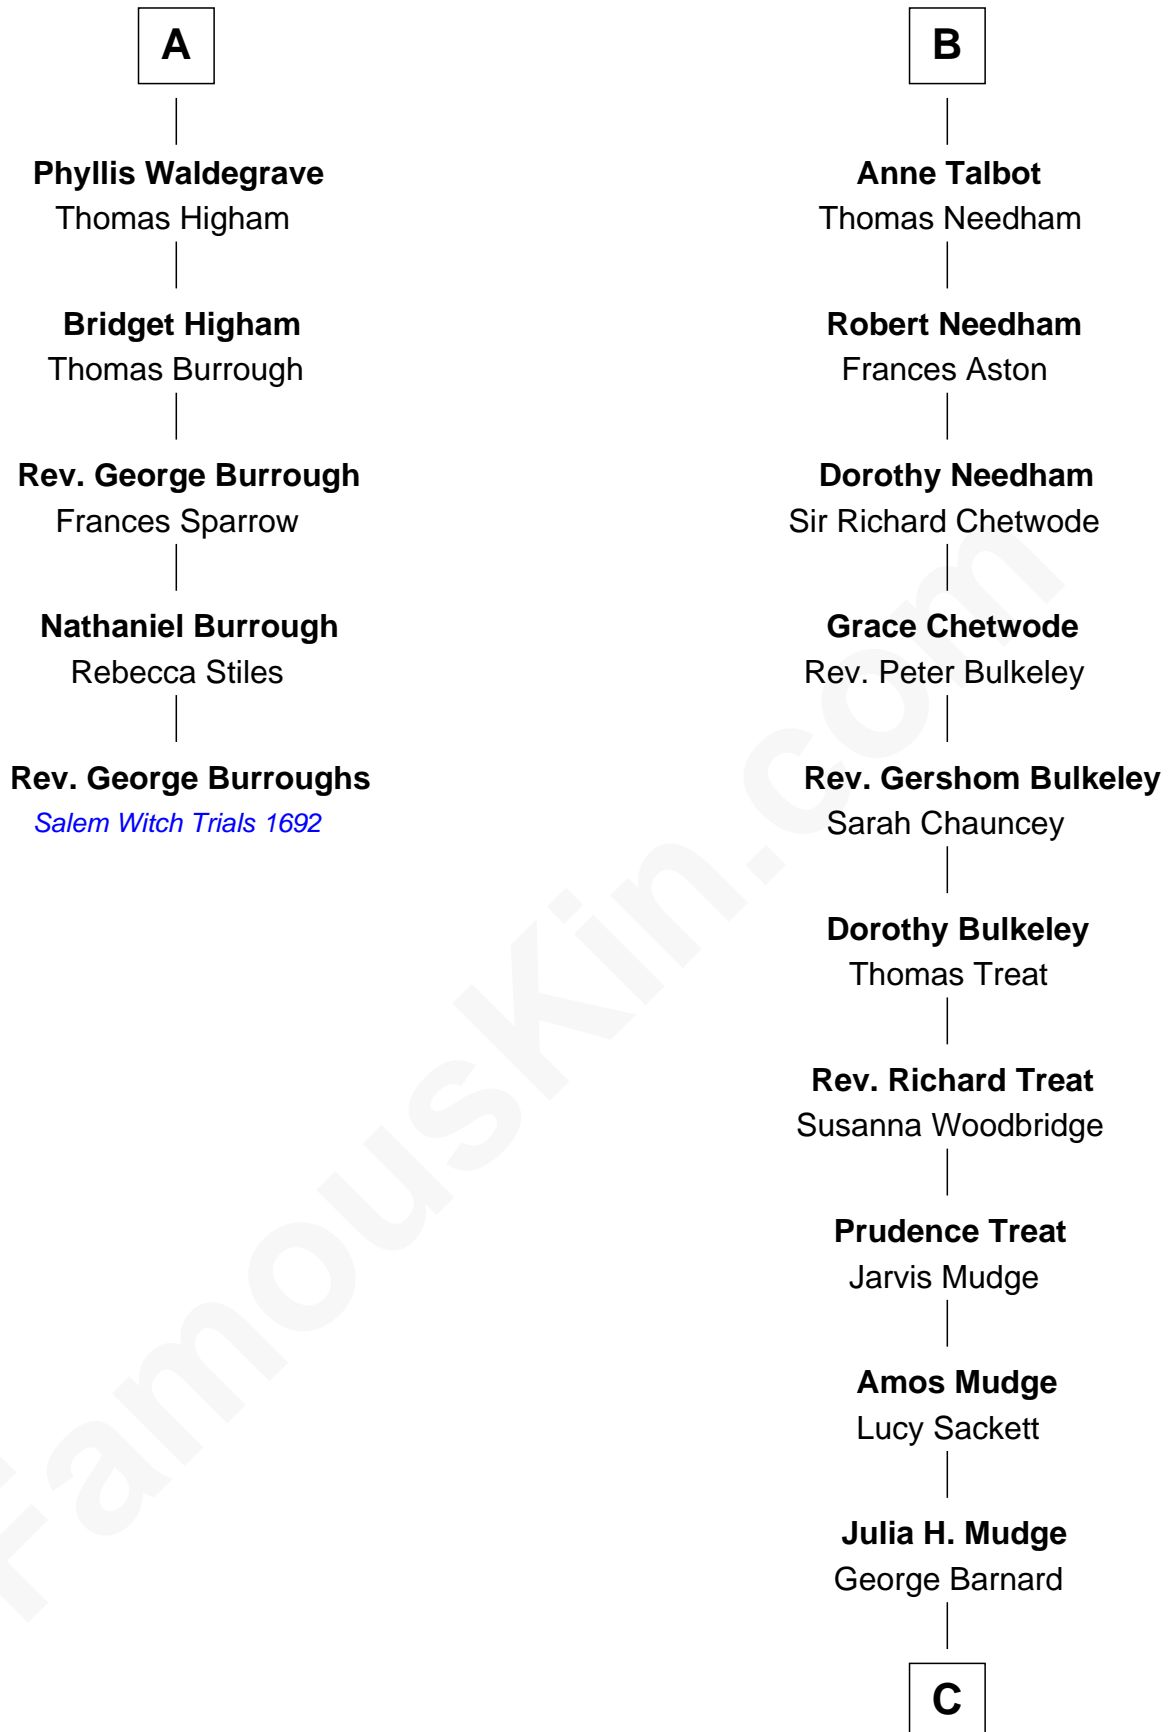 A
Phyllis Waldegrave
Thomas Higham
Bridget Higham
Thomas Burrough
Rev. George Burrough
Frances Sparrow
Nathaniel Burrough
Rebecca Stiles
Rev. George Burroughs
Salem Witch Trials 1692
B
Anne Talbot
Thomas Needham
Robert Needham
Frances Aston
Dorothy Needham
Sir Richard Chetwode
Grace Chetwode
Rev. Peter Bulkeley
Rev. Gershom Bulkeley
Sarah Chauncey
Dorothy Bulkeley
Thomas Treat
Rev. Richard Treat
Susanna Woodbridge
Prudence Treat
Jarvis Mudge
Amos Mudge
Lucy Sackett
Julia H. Mudge
George Barnard
C
FamousKin.com